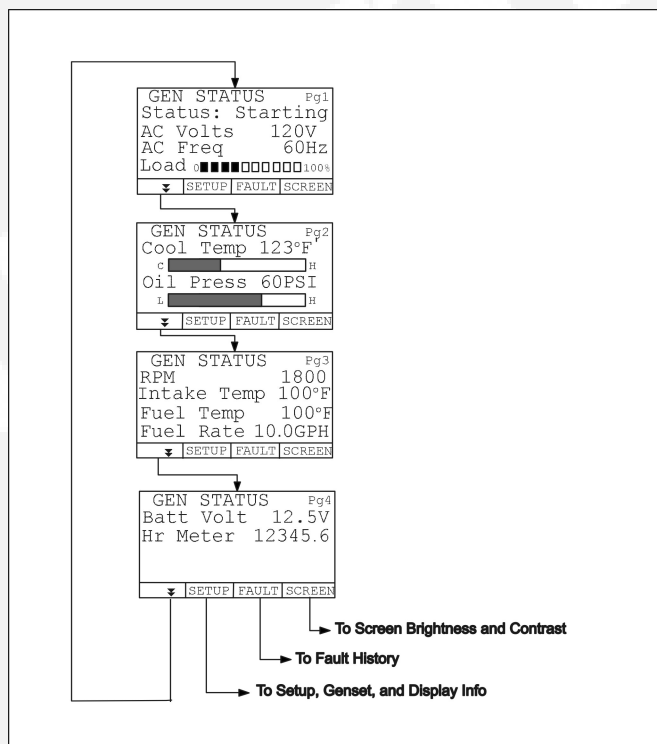 GEN STATUS Pg1
Status: Starting
AC Volts 120V
AC Freq 60Hz
Load 0 100%
SETUP FAULT SCREEN
GEN STATUS Pg2
Cool Temp 123°F
C H
Oil Press 60PSI
L H
SETUP FAULT SCREEN
GEN STATUS Pg3
RPM 1800
Intake Temp 100°F
Fuel Temp 100°F
Fuel Rate 10.0GPH
SETUP FAULT SCREEN
GEN STATUS Pg4
Batt Volt 12.5V
Hr Meter 12345.6
SETUP FAULT SCREEN
To Screen Brightness and Contrast
To Fault History
To Setup, Genset, and Display Info